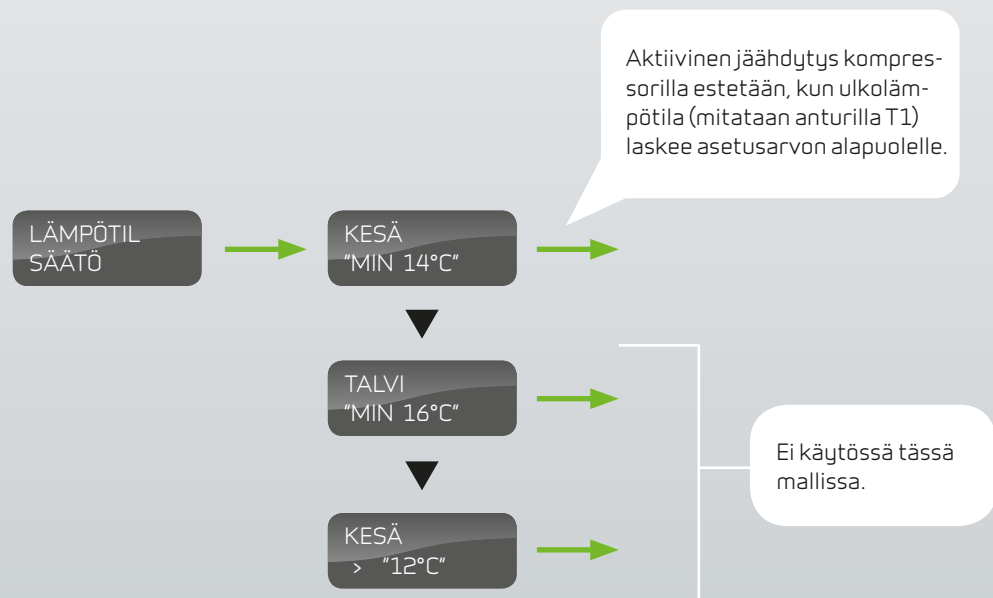 Aktiivinen jäähdytys kompres-
sorilla estetään, kun ulkoläm-
pötila (mitataan anturilla T1)
laskee asetusarvon alapuolelle.
LÄMPÖTIL
SÄÄTÖ
KESÄ
"MIN 14°C"
TALVI
"MIN 16°C"
Ei käytössä tässä
mallissa.
KESÄ
> "12°C"